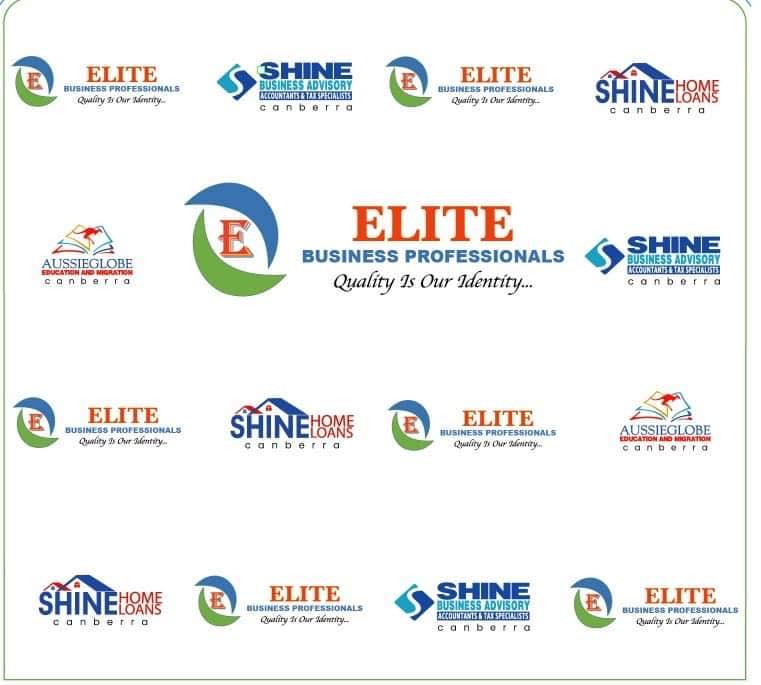 E
ELITE
BUSINESS PROFESSIONALS
Quality Is Our Identity...
SHINE
BUSINESS ADVISORY
ACCOUNTANTS & TAX SPECIALISTS
canberra
E
ELITE
BUSINESS PROFESSIONALS
Quality Is Our Identity...
SHINE HOME LOANS
canberra
AUSSIEGLOBE
EDUCATION AND MIGRATION
canberra
E
ELITE
BUSINESS PROFESSIONALS
Quality Is Our Identity...
SHINE
BUSINESS ADVISORY
ACCOUNTANTS & TAX SPECIALISTS
canberra
E
ELITE
BUSINESS PROFESSIONALS
Quality Is Our Identity...
SHINE HOME LOANS
canberra
E
ELITE
BUSINESS PROFESSIONALS
Quality Is Our Identity...
AUSSIEGLOBE
EDUCATION AND MIGRATION
canberra
SHINE HOME LOANS
canberra
E
ELITE
BUSINESS PROFESSIONALS
Quality Is Our Identity...
SHINE
BUSINESS ADVISORY
ACCOUNTANTS & TAX SPECIALISTS
canberra
E
ELITE
BUSINESS PROFESSIONALS
Quality Is Our Identity...